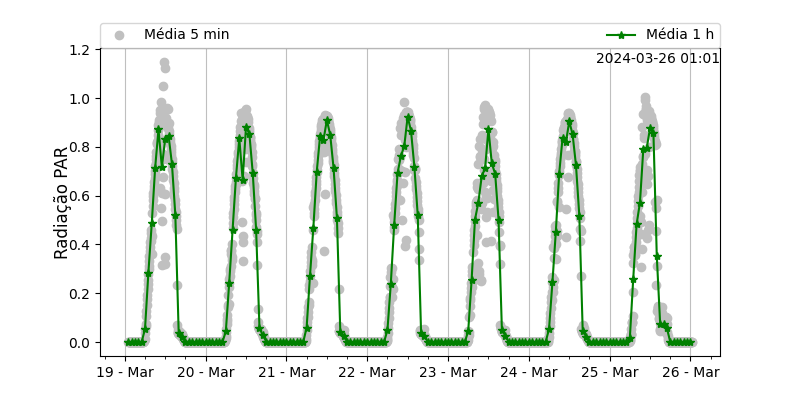 Média 5 min
Média 1 h
2024-03-26 01:01
Radiação PAR
1.2
1.0
0.8
0.6
0.4
0.2
0.0
19 - Mar
20 - Mar
21 - Mar
22 - Mar
23 - Mar
24 - Mar
25 - Mar
26 - Mar